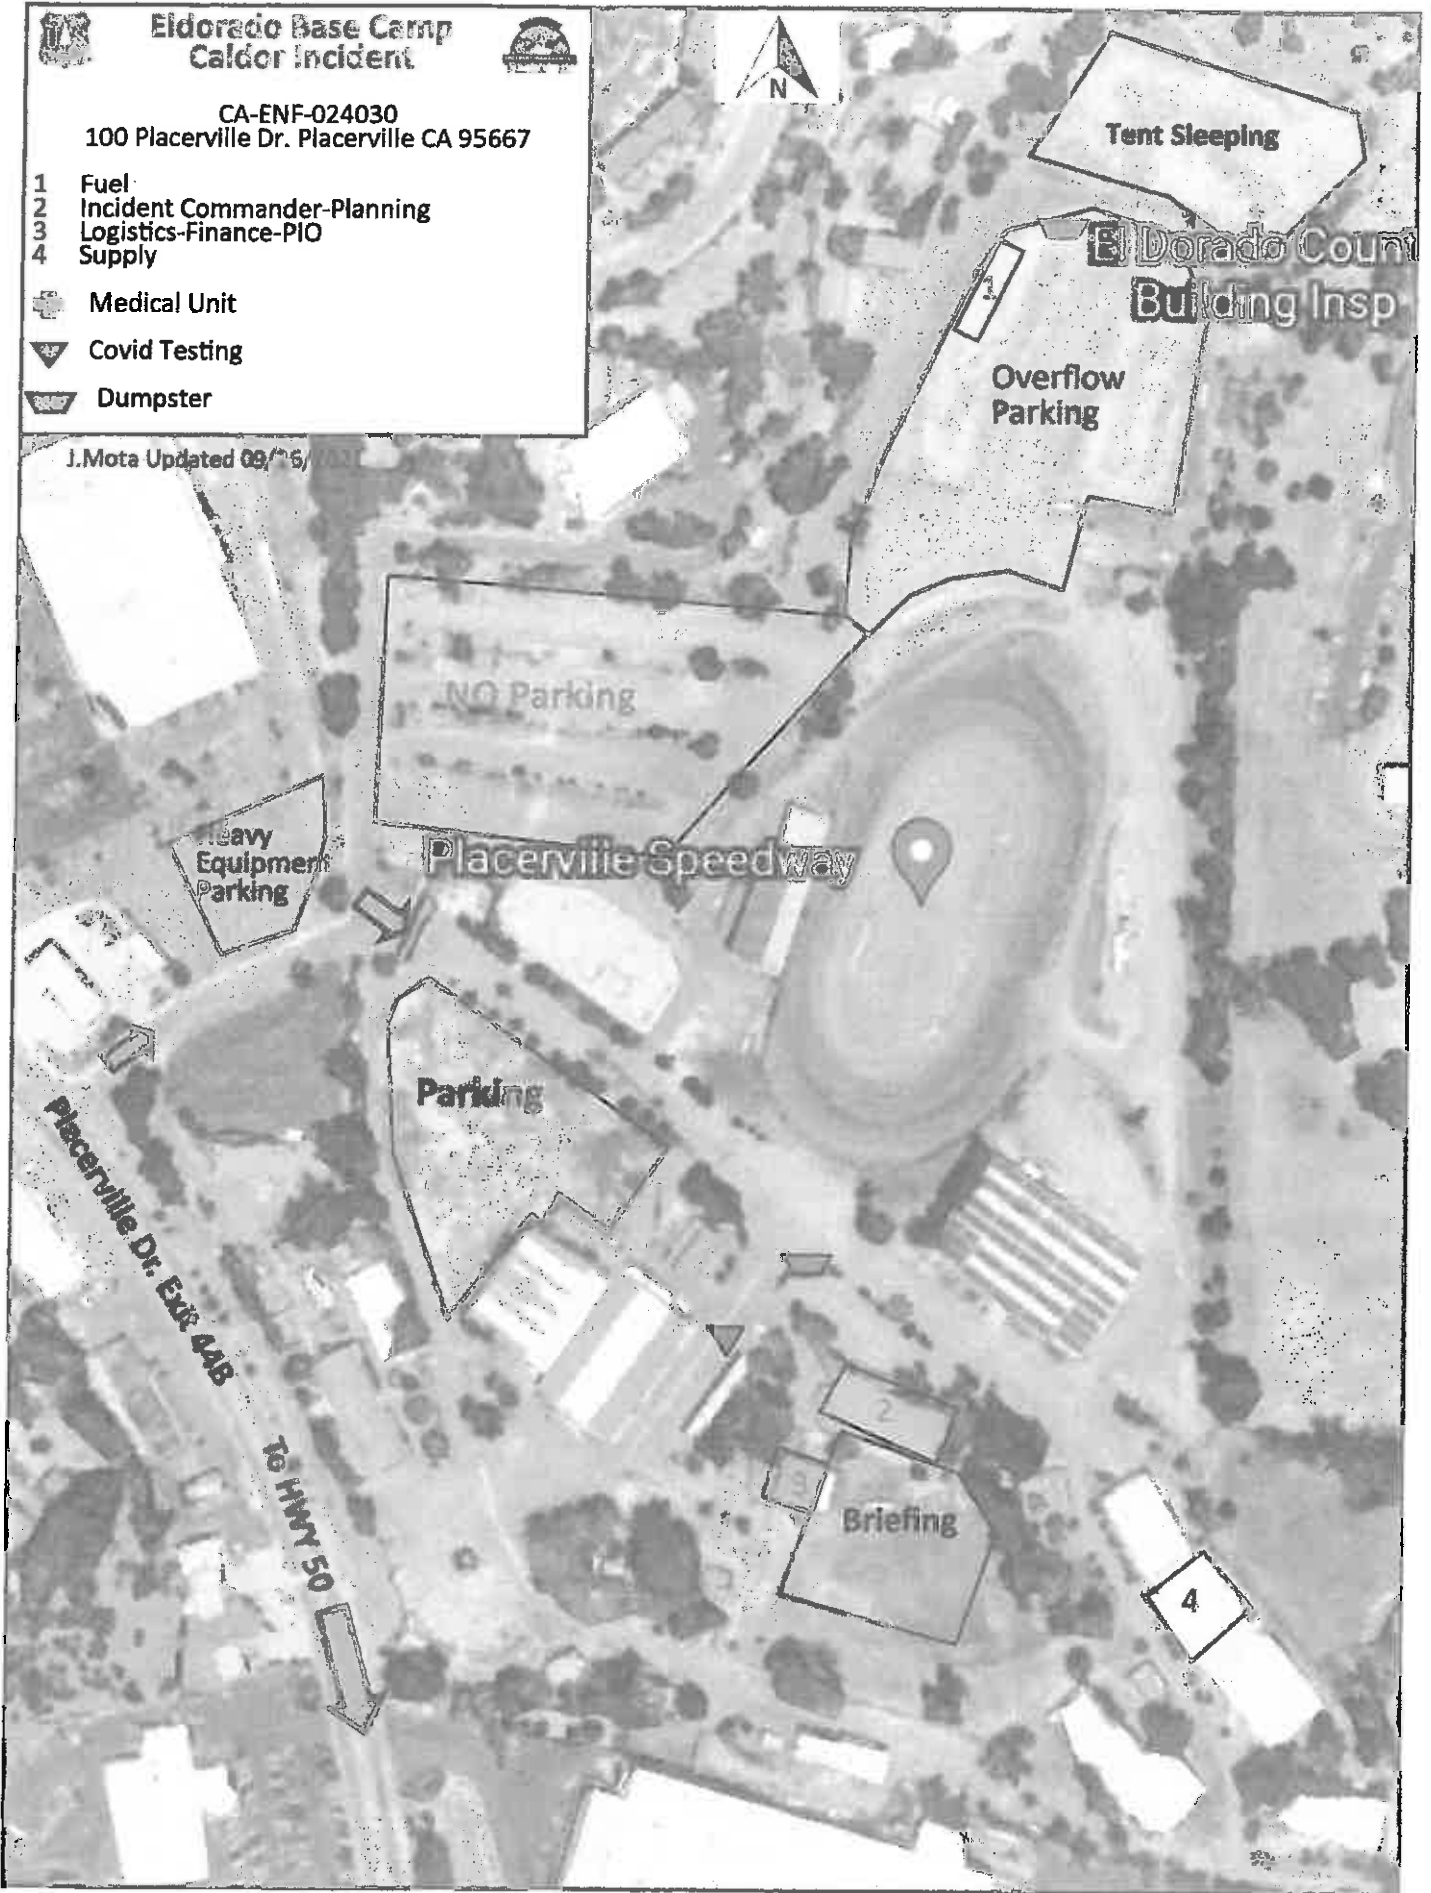 Eldorado Base Camp
Caldor Incident
CA-ENF-024030
100 Placerville Dr. Placerville CA 95667
1 Fuel
2 Incident Commander-Planning
3 Logistics-Finance-PIO
4 Supply
Medical Unit
Covid Testing
Dumpster
J.Mota Updated
N
Tent Sleeping
El Dorado Count
Building Insp
1
Overflow
Parking
NO Parking
Heavy
Equipment
Parking
Placerville Speedway
Parking
Placerville Dr. Exit 44B
To HWY 50
2
3
Briefing
4